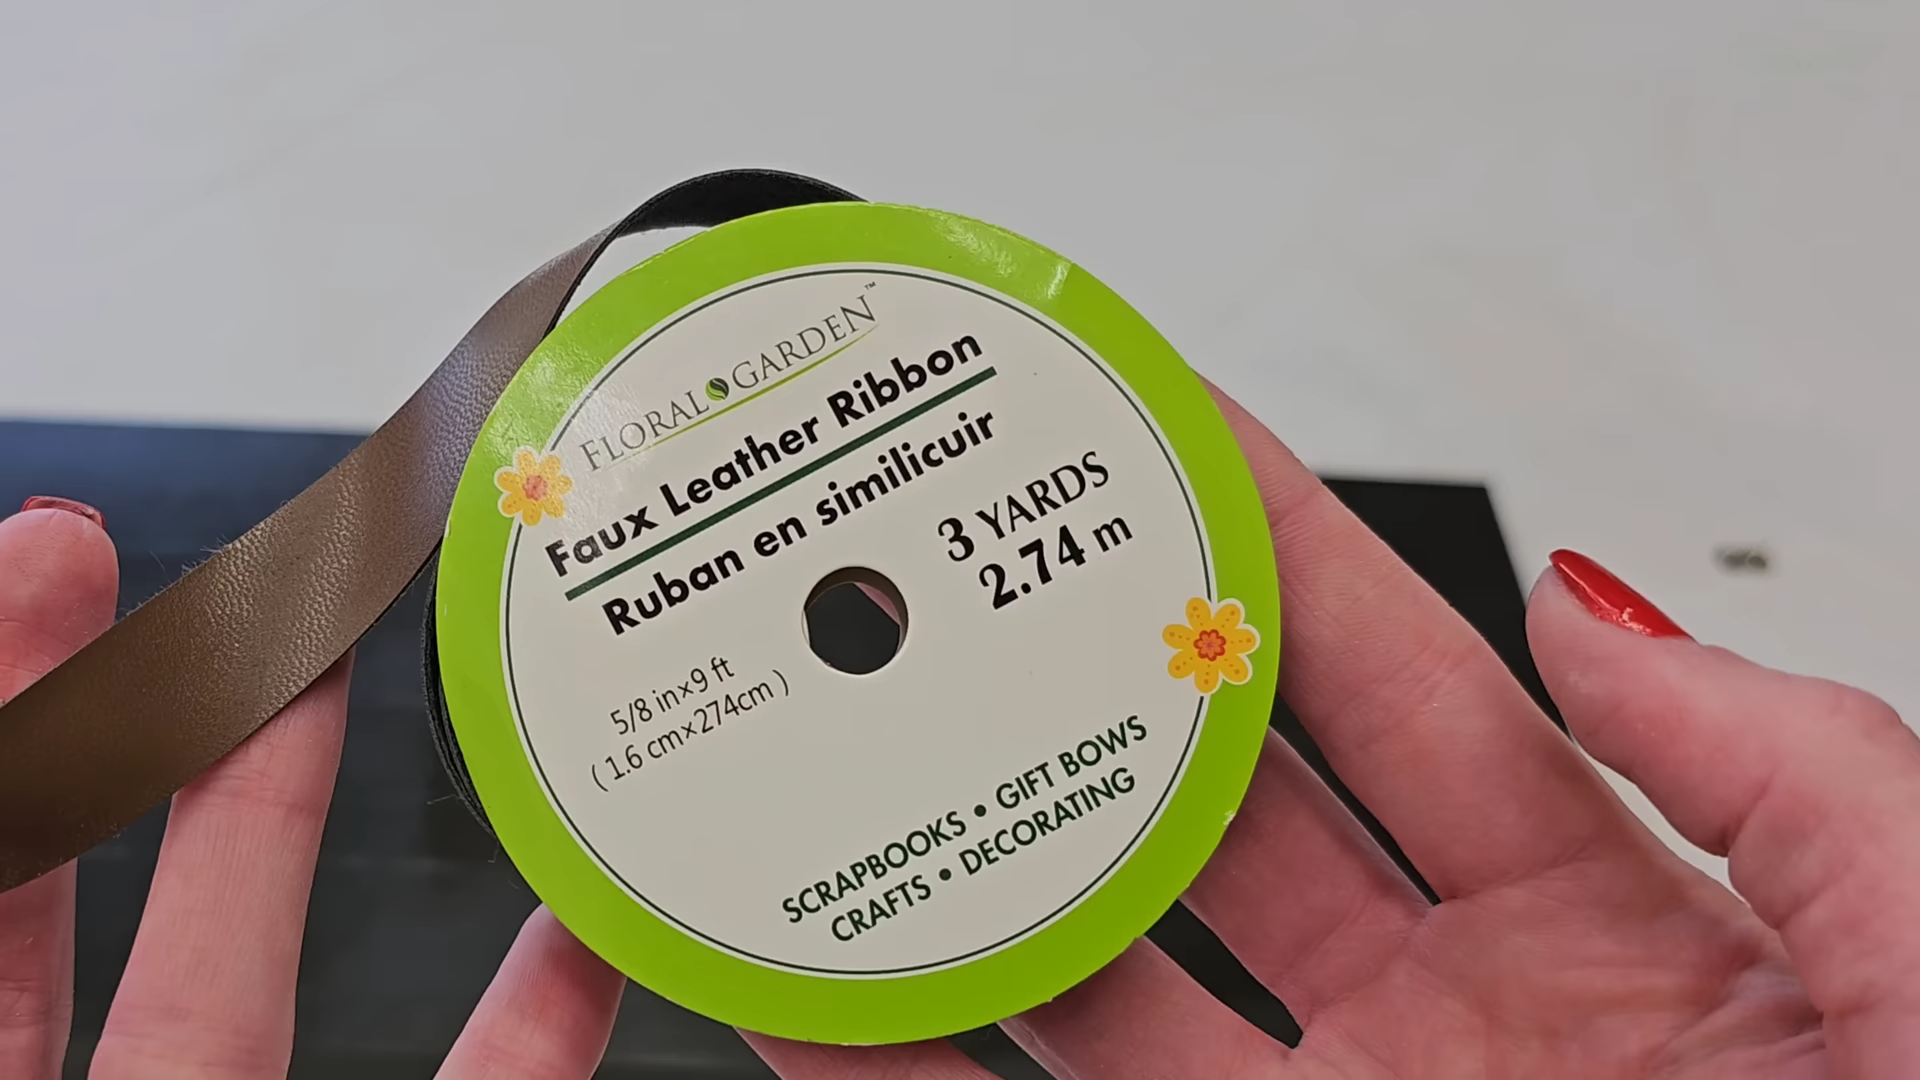 FLORAL GARDEN™
Faux Leather Ribbon
Ruban en similicuir
3 YARDS
2.74 m
5/8 in×9 ft
( 1.6 cm×274cm )
SCRAPBOOKS • GIFT BOWS
CRAFTS • DECORATING